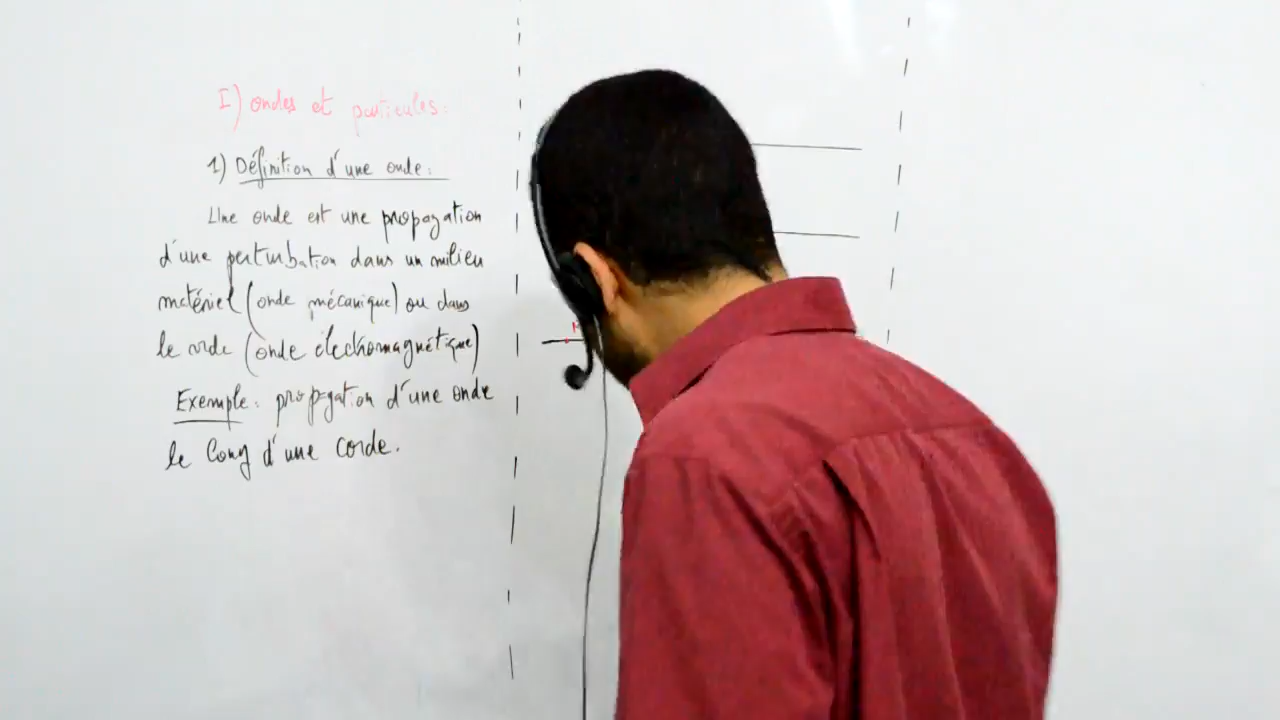 I) ondes et particules:
1) Définition d'une onde:
Une onde est une propagation
d'une perturbation dans un milieu
matériel (onde mécanique) ou dans
le vide (onde électromagnétique)
Exemple: propagation d'une onde
le long d'une corde.